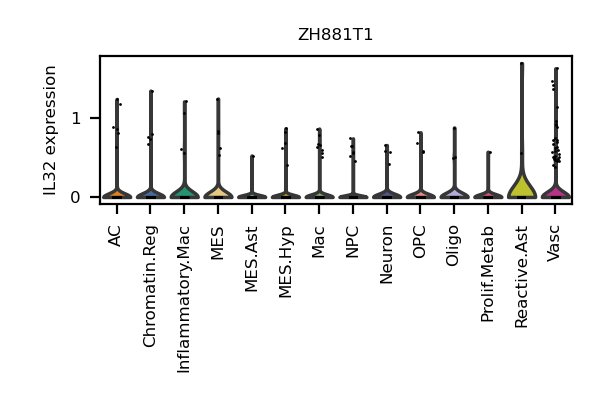 ZH881T1
IL32 expression
1
0
AC
Chromatin.Reg
Inflammatory.Mac
MES
MES.Ast
MES.Hyp
Mac
NPC
Neuron
OPC
Oligo
Prolif.Metab
Reactive.Ast
Vasc